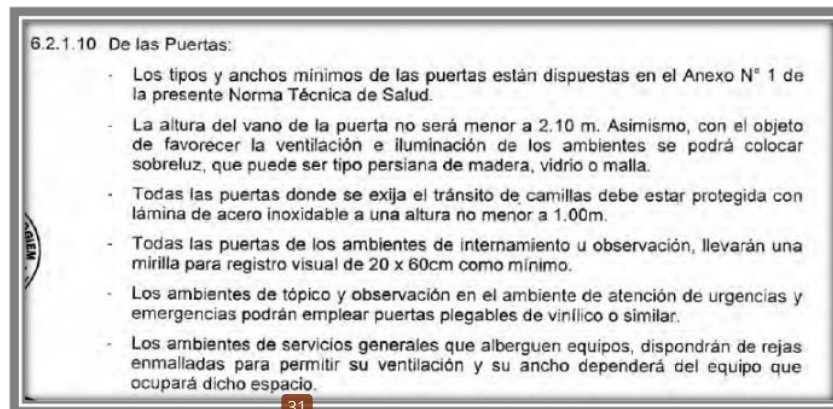 6.2.1.10 De las Puertas:
- Los tipos y anchos mínimos de las puertas están dispuestas en el Anexo N° 1 de
la presente Norma Técnica de Salud.
- La altura del vano de la puerta no será menor a 2.10 m. Asimismo, con el objeto
de favorecer la ventilación e iluminación de los ambientes se podrá colocar
sobreluz, que puede ser tipo persiana de madera, vidrio o malla.
- Todas las puertas donde se exija el tránsito de camillas debe estar protegida con
lámina de acero inoxidable a una altura no menor a 1.00m.
- Todas las puertas de los ambientes de internamiento u observación, llevarán una
mirilla para registro visual de 20 x 60cm como mínimo.
- Los ambientes de tópico y observación en el ambiente de atención de urgencias y
emergencias podrán emplear puertas plegables de vinílico o similar.
- Los ambientes de servicios generales que alberguen equipos, dispondrán de rejas
enmalladas para permitir su ventilación y su ancho dependerá del equipo que
ocupará dicho espacio.
31